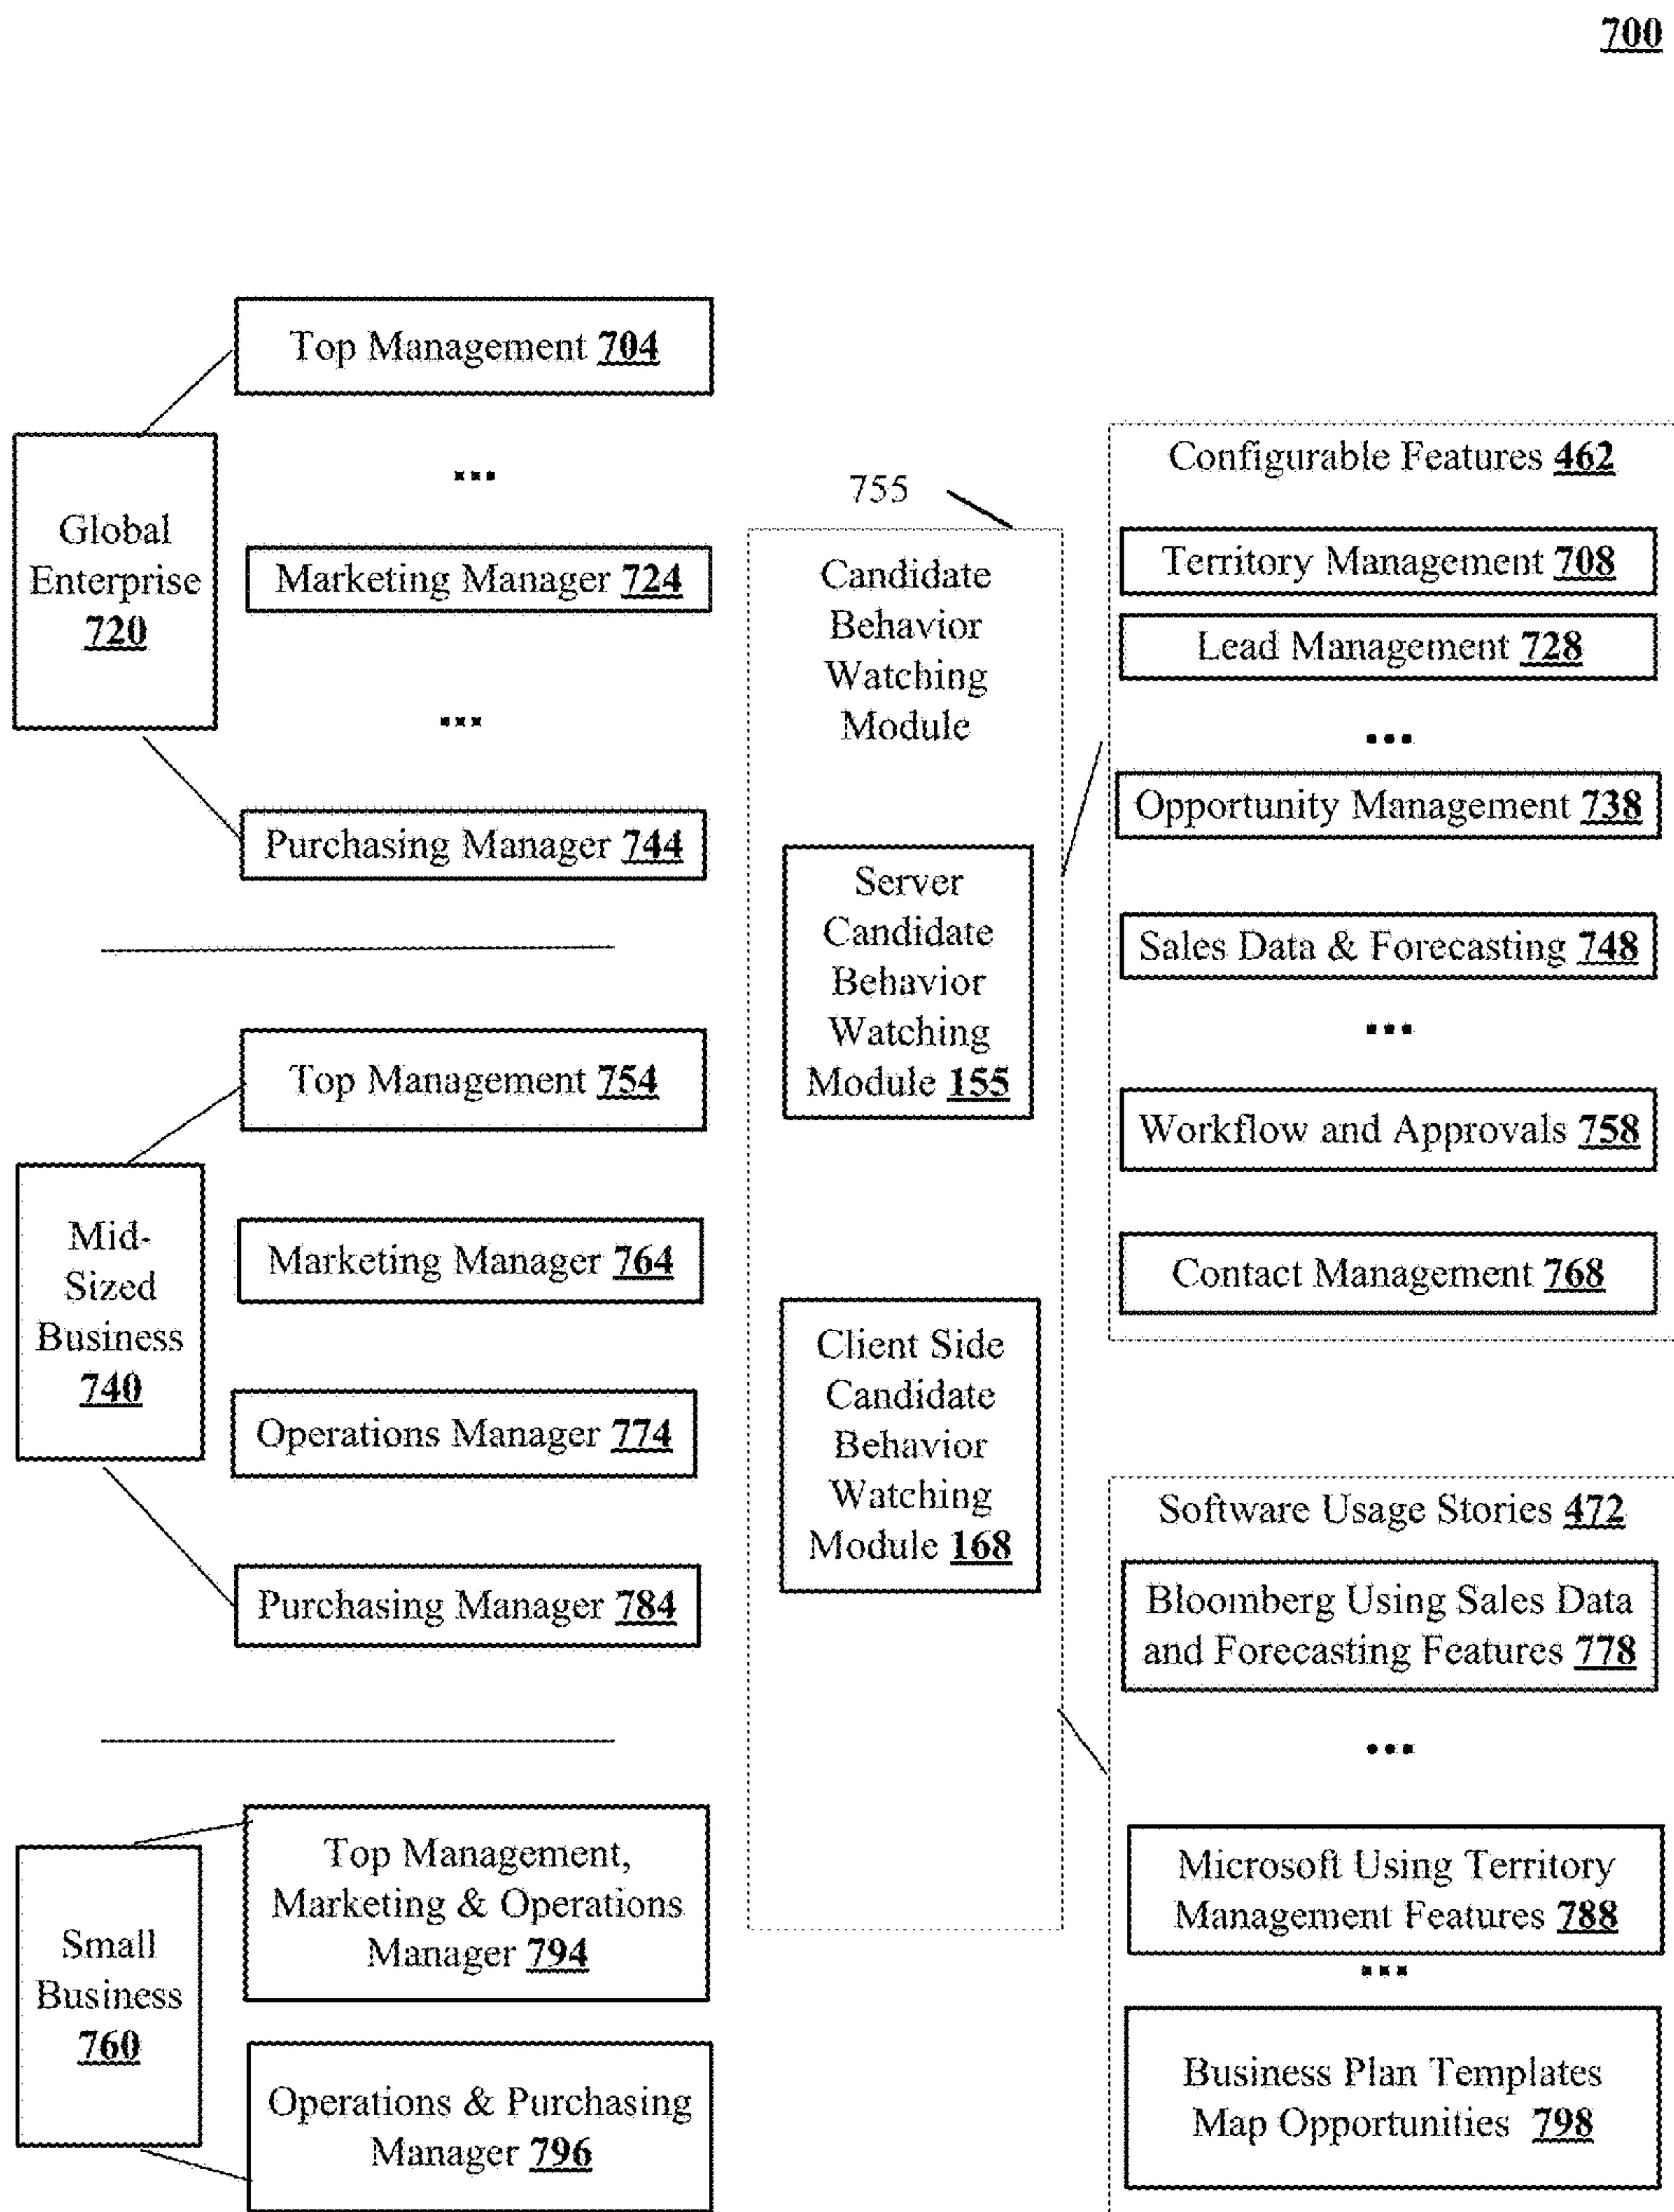 700
Top Management 704
...
Global
Enterprise
720
Marketing Manager 724
...
Purchasing Manager 744
Top Management 754
Mid-
Sized
Business
740
Marketing Manager 764
Operations Manager 774
Purchasing Manager 784
Small
Business
760
Top Management,
Marketing & Operations
Manager 794
Operations & Purchasing
Manager 796
755
Candidate
Behavior
Watching
Module
Server
Candidate
Behavior
Watching
Module 155
Client Side
Candidate
Behavior
Watching
Module 168
Configurable Features 462
Territory Management 708
Lead Management 728
...
Opportunity Management 738
Sales Data & Forecasting 748
...
Workflow and Approvals 758
Contact Management 768
Software Usage Stories 472
Bloomberg Using Sales Data
and Forecasting Features 778
...
Microsoft Using Territory
Management Features 788
...
Business Plan Templates
Map Opportunities 798